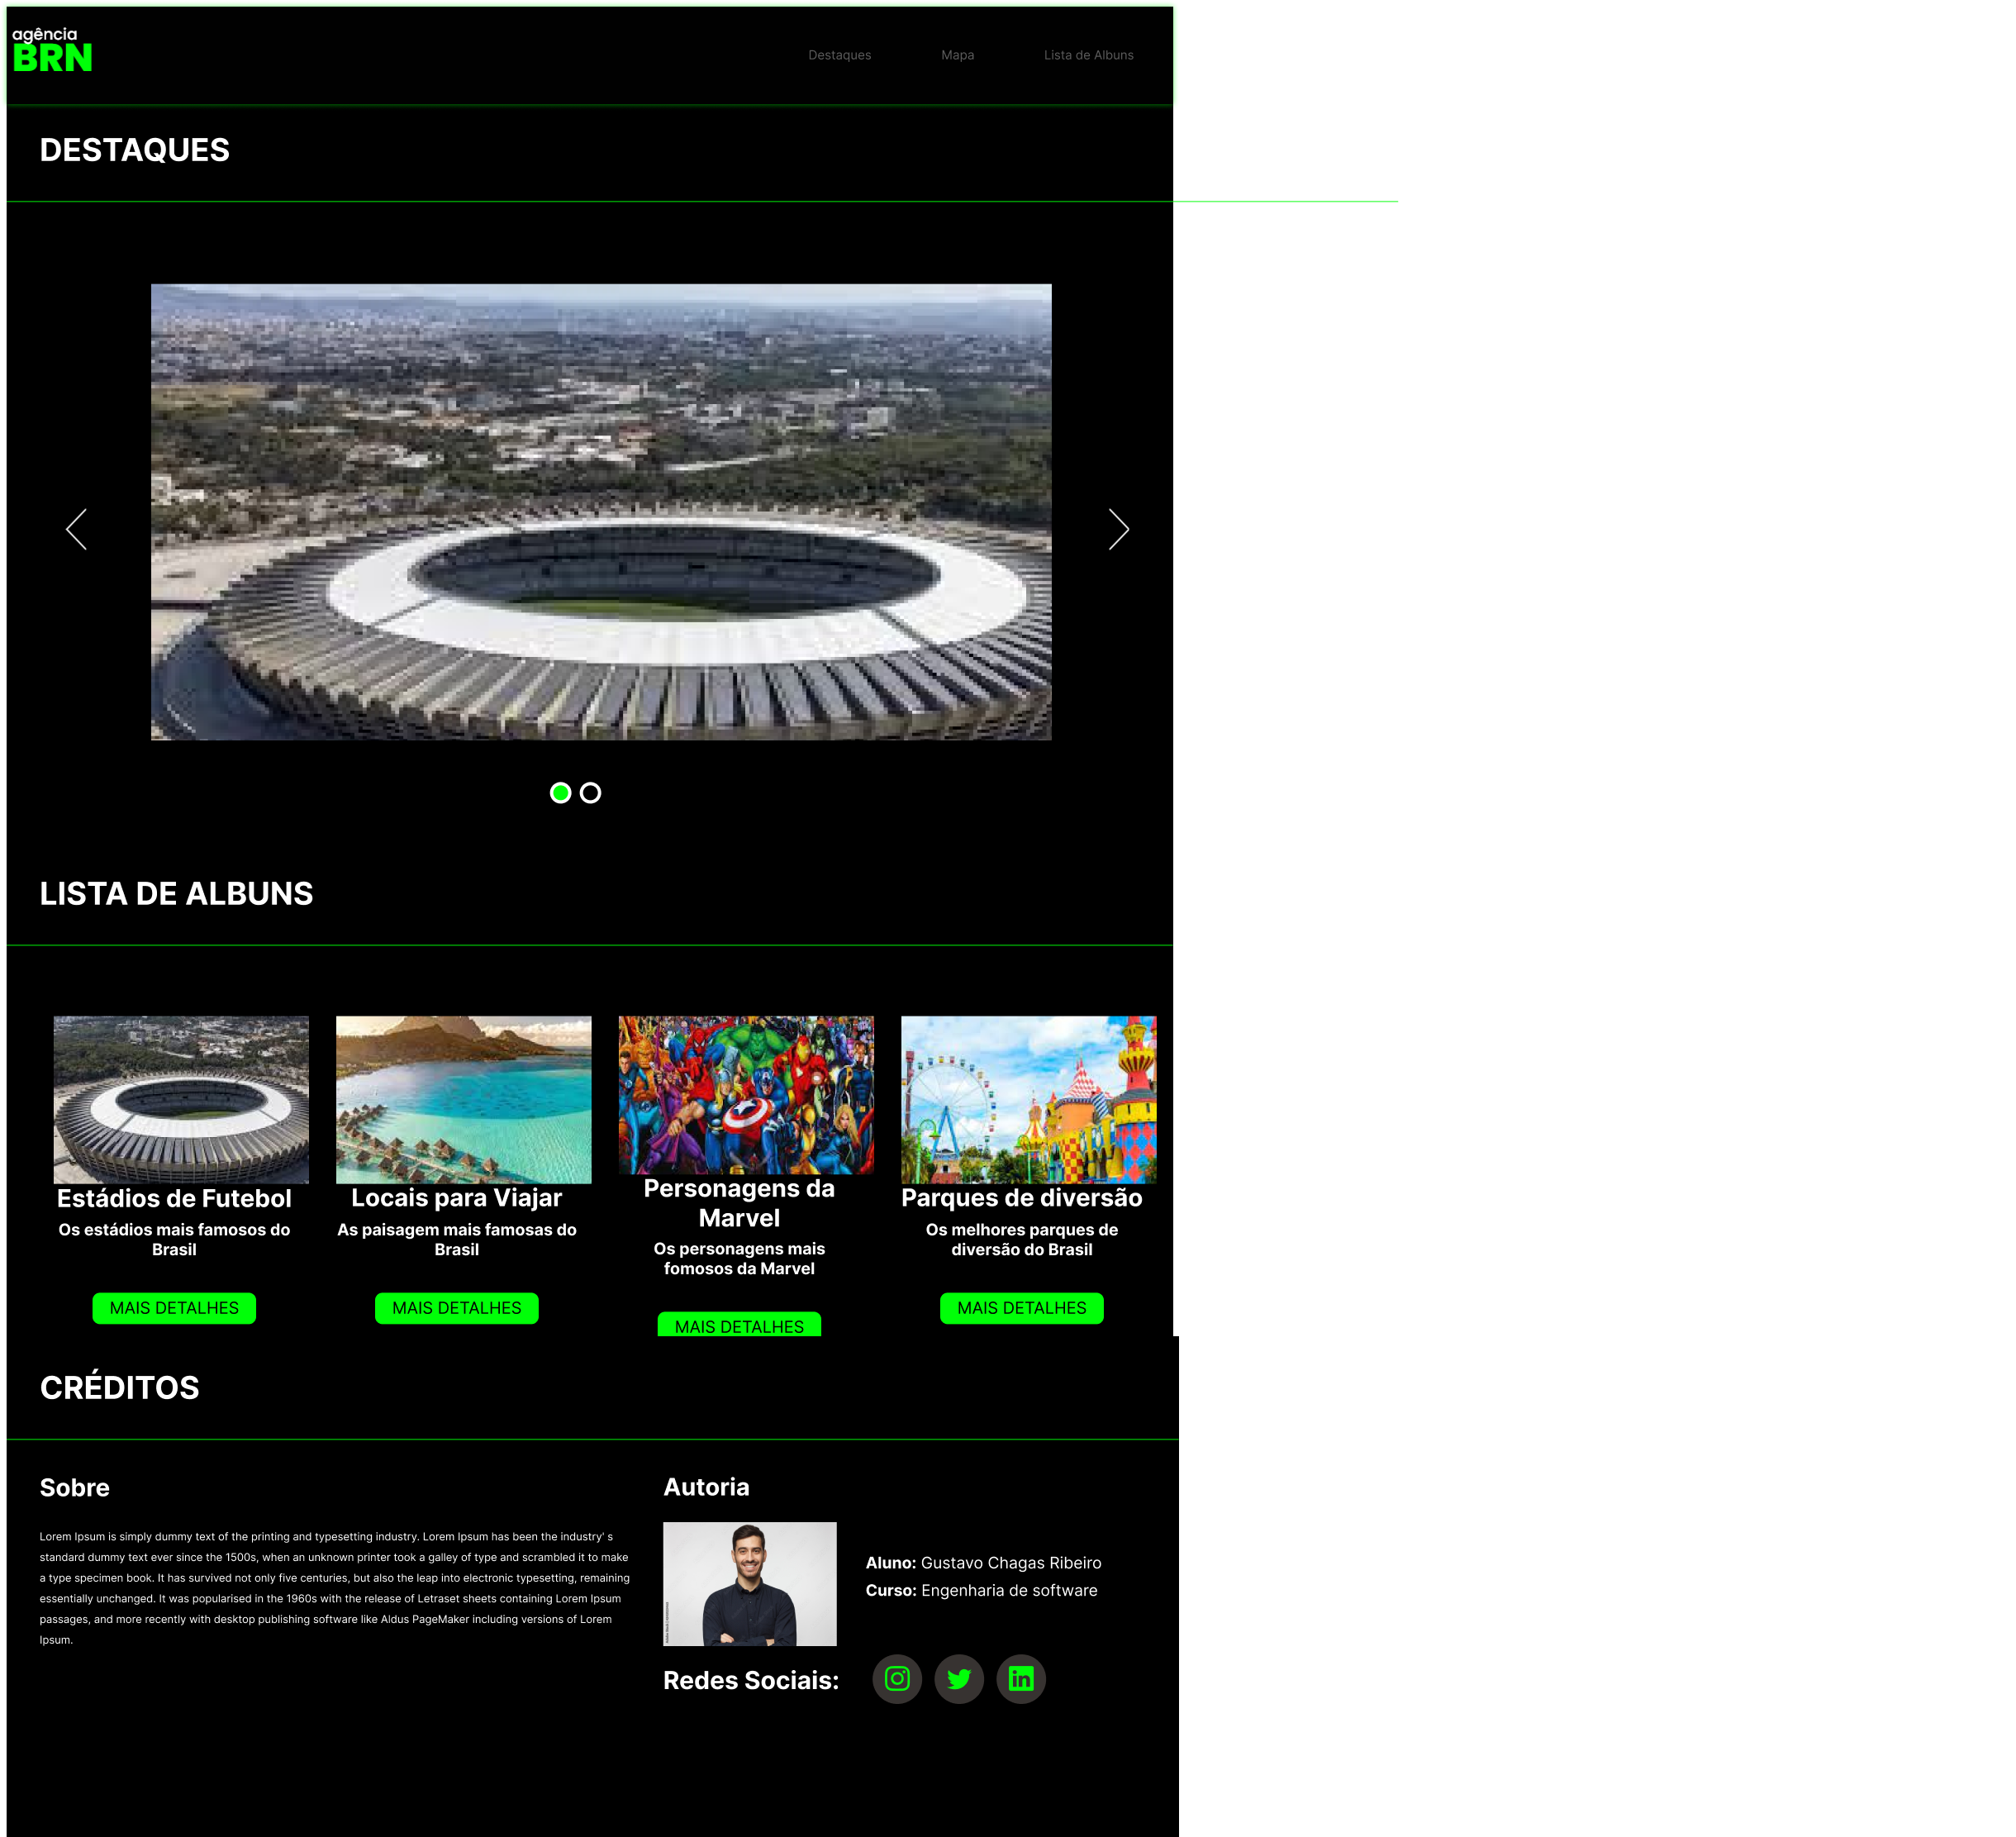 agência
BRN
Destaques
Mapa
Lista de Albuns
DESTAQUES
LISTA DE ALBUNS
Estádios de Futebol
Os estádios mais famosos do
Brasil
MAIS DETALHES
Locais para Viajar
As paisagem mais famosas do
Brasil
MAIS DETALHES
Personagens da
Marvel
Os personagens mais
fomosos da Marvel
MAIS DETALHES
Parques de diversão
Os melhores parques de
diversão do Brasil
MAIS DETALHES
CRÉDITOS
Sobre
Lorem Ipsum is simply dummy text of the printing and typesetting industry. Lorem Ipsum has been the industry' s
standard dummy text ever since the 1500s, when an unknown printer took a galley of type and scrambled it to make
a type specimen book. It has survived not only five centuries, but also the leap into electronic typesetting, remaining
essentially unchanged. It was popularised in the 1960s with the release of Letraset sheets containing Lorem Ipsum
passages, and more recently with desktop publishing software like Aldus PageMaker including versions of Lorem
Ipsum.
Autoria
Aluno: Gustavo Chagas Ribeiro
Curso: Engenharia de software
Redes Sociais: